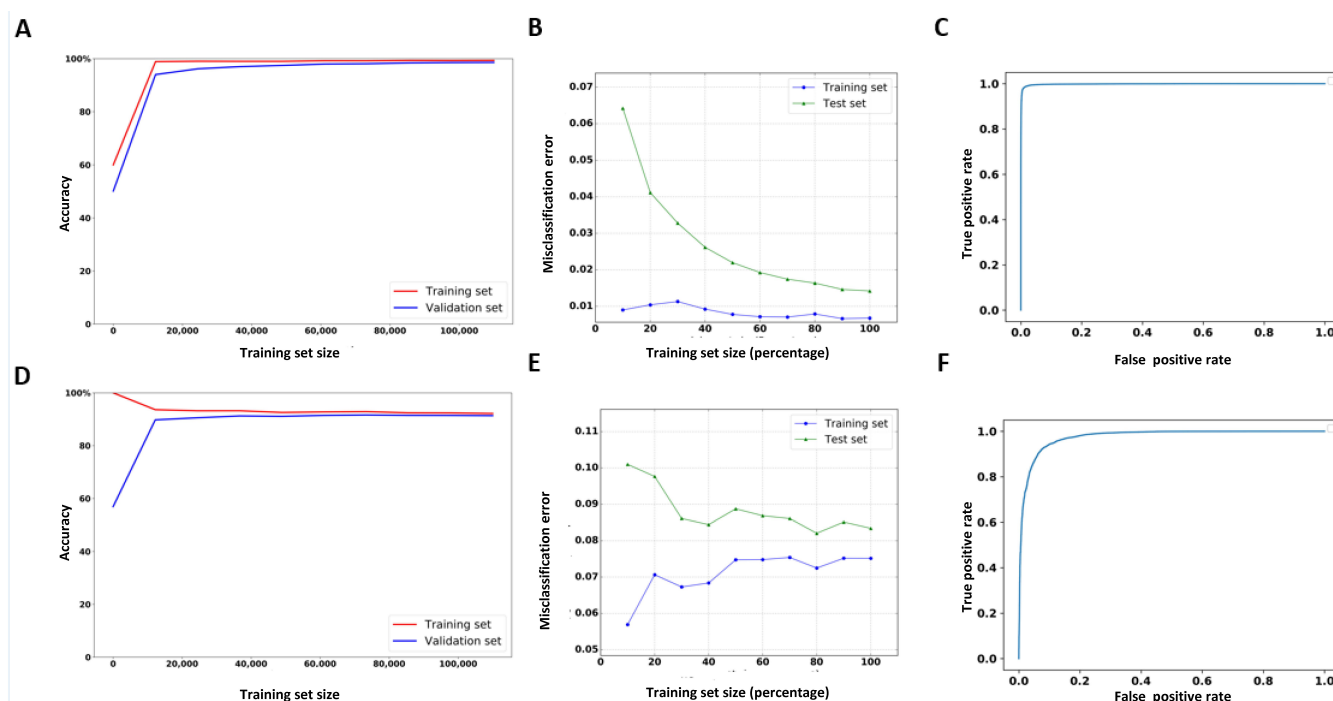 A
100%
80
60
40
20
0
Accuracy
0
20,000
40,000
60,000
80,000
100,000
Training set size
Training set
Validation set
B
0.07
0.06
0.05
0.04
0.03
0.02
0.01
Misclassification error
0
20
40
60
80
100
Training set size (percentage)
Training set
Test set
C
1.0
0.8
0.6
0.4
0.2
0.0
True positive rate
0.0
0.2
0.4
0.6
0.8
1.0
False positive rate
D
100%
80
60
40
20
0
Accuracy
0
20,000
40,000
60,000
80,000
100,000
Training set size
Training set
Validation set
E
0.11
0.10
0.09
0.08
0.07
0.06
0.05
Misclassification error
0
20
40
60
80
100
Training set size (percentage)
Training set
Test set
F
1.0
0.8
0.6
0.4
0.2
0.0
True positive rate
0.0
0.2
0.4
0.6
0.8
1.0
False positive rate